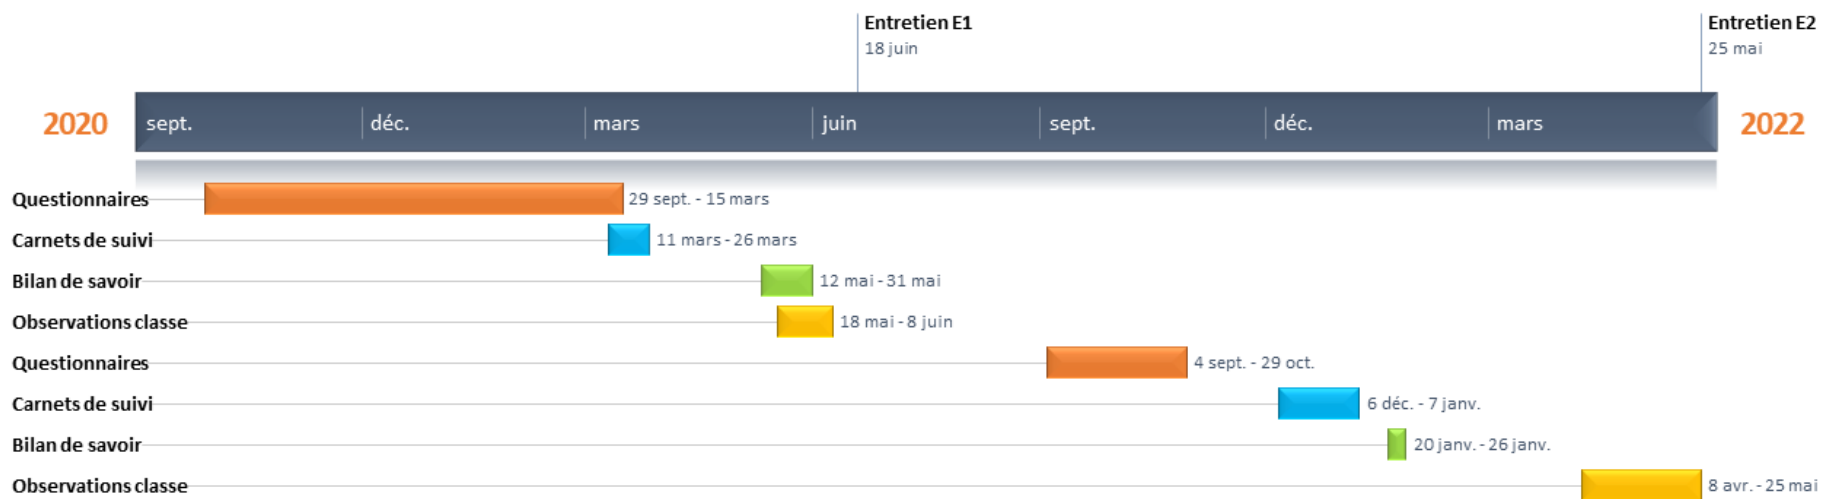 Entretien E1
18 juin
Entretien E2
25 mai
2020 sept. déc. mars juin sept. déc. mars 2022
Questionnaires 29 sept. - 15 mars
Carnets de suivi 11 mars - 26 mars
Bilan de savoir 12 mai - 31 mai
Observations classe 18 mai - 8 juin
Questionnaires 4 sept. - 29 oct.
Carnets de suivi 6 déc. - 7 janv.
Bilan de savoir 20 janv. - 26 janv.
Observations classe 8 avr. - 25 mai